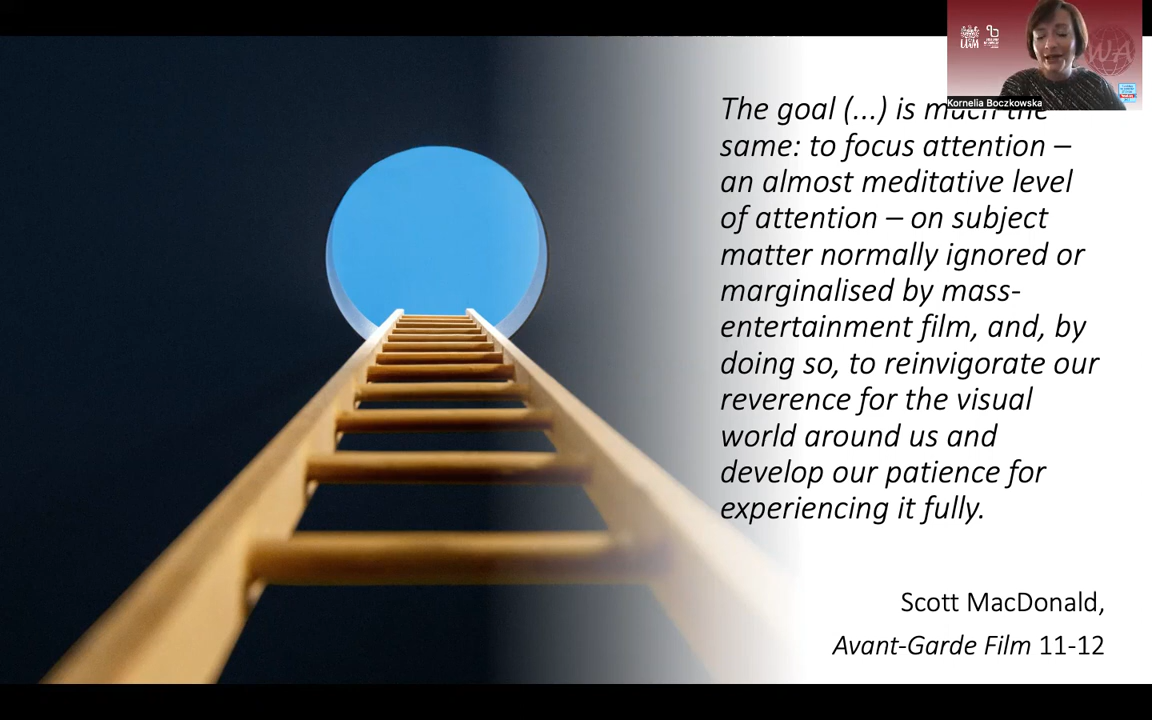 UWM
WA
Kornelia Boczkowska
The goal (...) is much the
same: to focus attention –
an almost meditative level
of attention – on subject
matter normally ignored or
marginalised by mass-
entertainment film, and, by
doing so, to reinvigorate our
reverence for the visual
world around us and
develop our patience for
experiencing it fully.
Scott MacDonald,
Avant-Garde Film 11-12